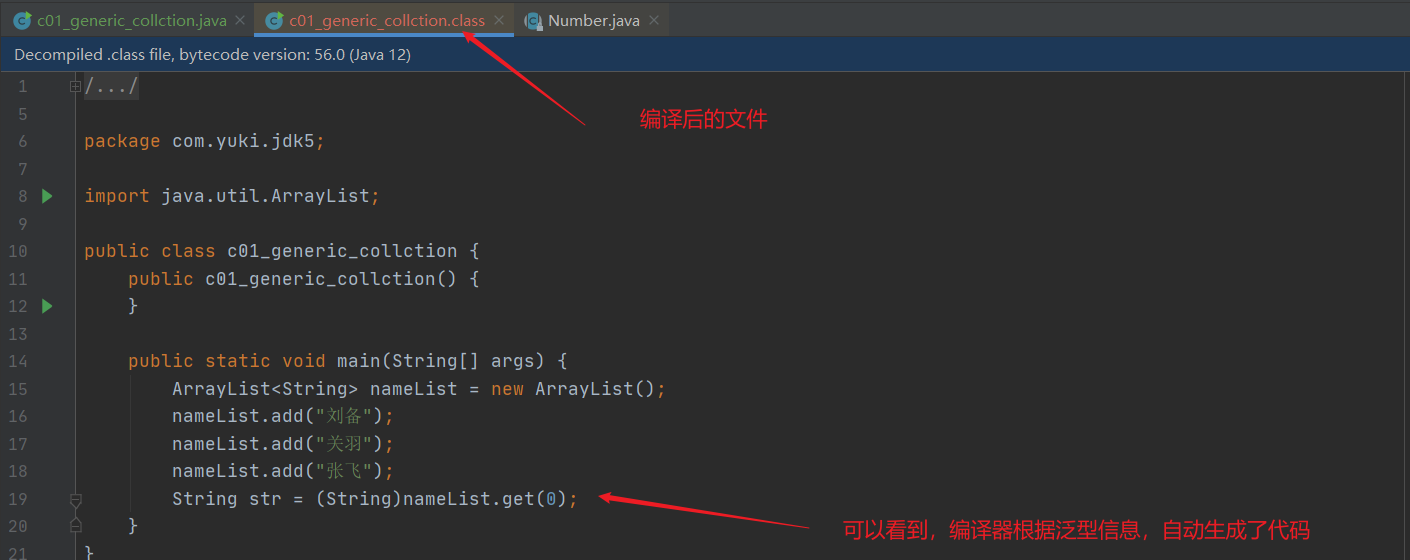 c01_generic_collction.java
c01_generic_collction.class
Number.java
Decompiled .class file, bytecode version: 56.0 (Java 12)
编译后的文件
1 /.../
5
6 package com.yuki.jdk5;
7
8 import java.util.ArrayList;
9
10 public class c01_generic_collction {
11 public c01_generic_collction() {
12 }
13
14 public static void main(String[] args) {
15 ArrayList<String> nameList = new ArrayList();
16 nameList.add("刘备");
17 nameList.add("关羽");
18 nameList.add("张飞");
19 String str = (String)nameList.get(0);
20 }
可以看到，编译器根据泛型信息，自动生成了代码
21 }